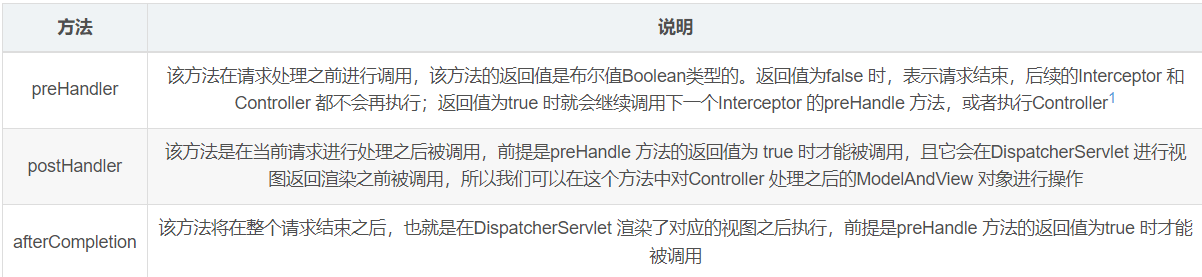 方法 说明
preHandler
该方法在请求处理之前进行调用，该方法的返回值是布尔值Boolean类型的。返回值为false 时，表示请求结束，后续的Interceptor 和
Controller 都不会再执行；返回值为true 时就会继续调用下一个Interceptor 的preHandle 方法，或者执行Controller1
postHandler
该方法是在当前请求进行处理之后被调用，前提是preHandle 方法的返回值为 true 时才能被调用，且它会在DispatcherServlet 进行视
图返回渲染之前被调用，所以我们可以在这个方法中对Controller 处理之后的ModelAndView 对象进行操作
afterCompletion
该方法将在整个请求结束之后，也就是在DispatcherServlet 渲染了对应的视图之后执行，前提是preHandle 方法的返回值为true 时才能
被调用